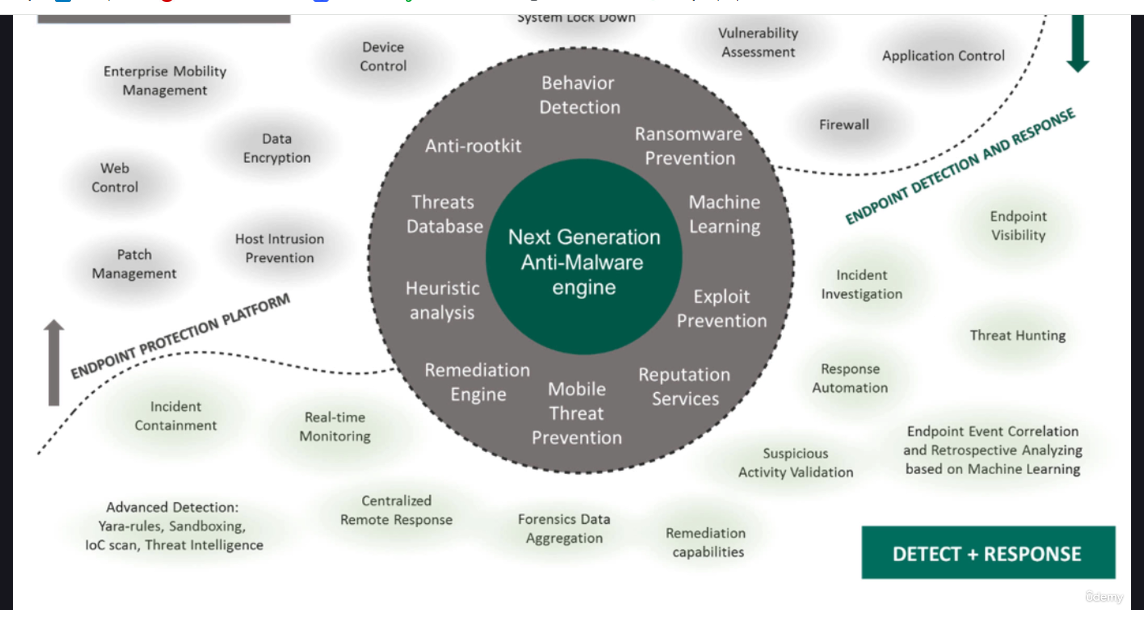 System Lock Down
Device
Control
Vulnerability
Assessment
Application Control
Enterprise Mobility
Management
Behavior
Detection
Firewall
Data
Encryption
Anti-rootkit
Ransomware
Prevention
ENDPOINT DETECTION AND RESPONSE
Web
Control
Threats
Database
Machine
Learning
Endpoint
Visibility
Next Generation
Anti-Malware
engine
Host Intrusion
Prevention
Patch
Management
Incident
Investigation
Heuristic
analysis
Exploit
Prevention
ENDPOINT PROTECTION PLATFORM
Threat Hunting
Response
Automation
Remediation
Engine
Mobile
Threat
Prevention
Reputation
Services
Incident
Containment
Real-time
Monitoring
Endpoint Event Correlation
and Retrospective Analyzing
based on Machine Learning
Suspicious
Activity Validation
Advanced Detection:
Yara-rules, Sandboxing,
IoC scan, Threat Intelligence
Centralized
Remote Response
Forensics Data
Aggregation
Remediation
capabilities
DETECT + RESPONSE
ûdemy